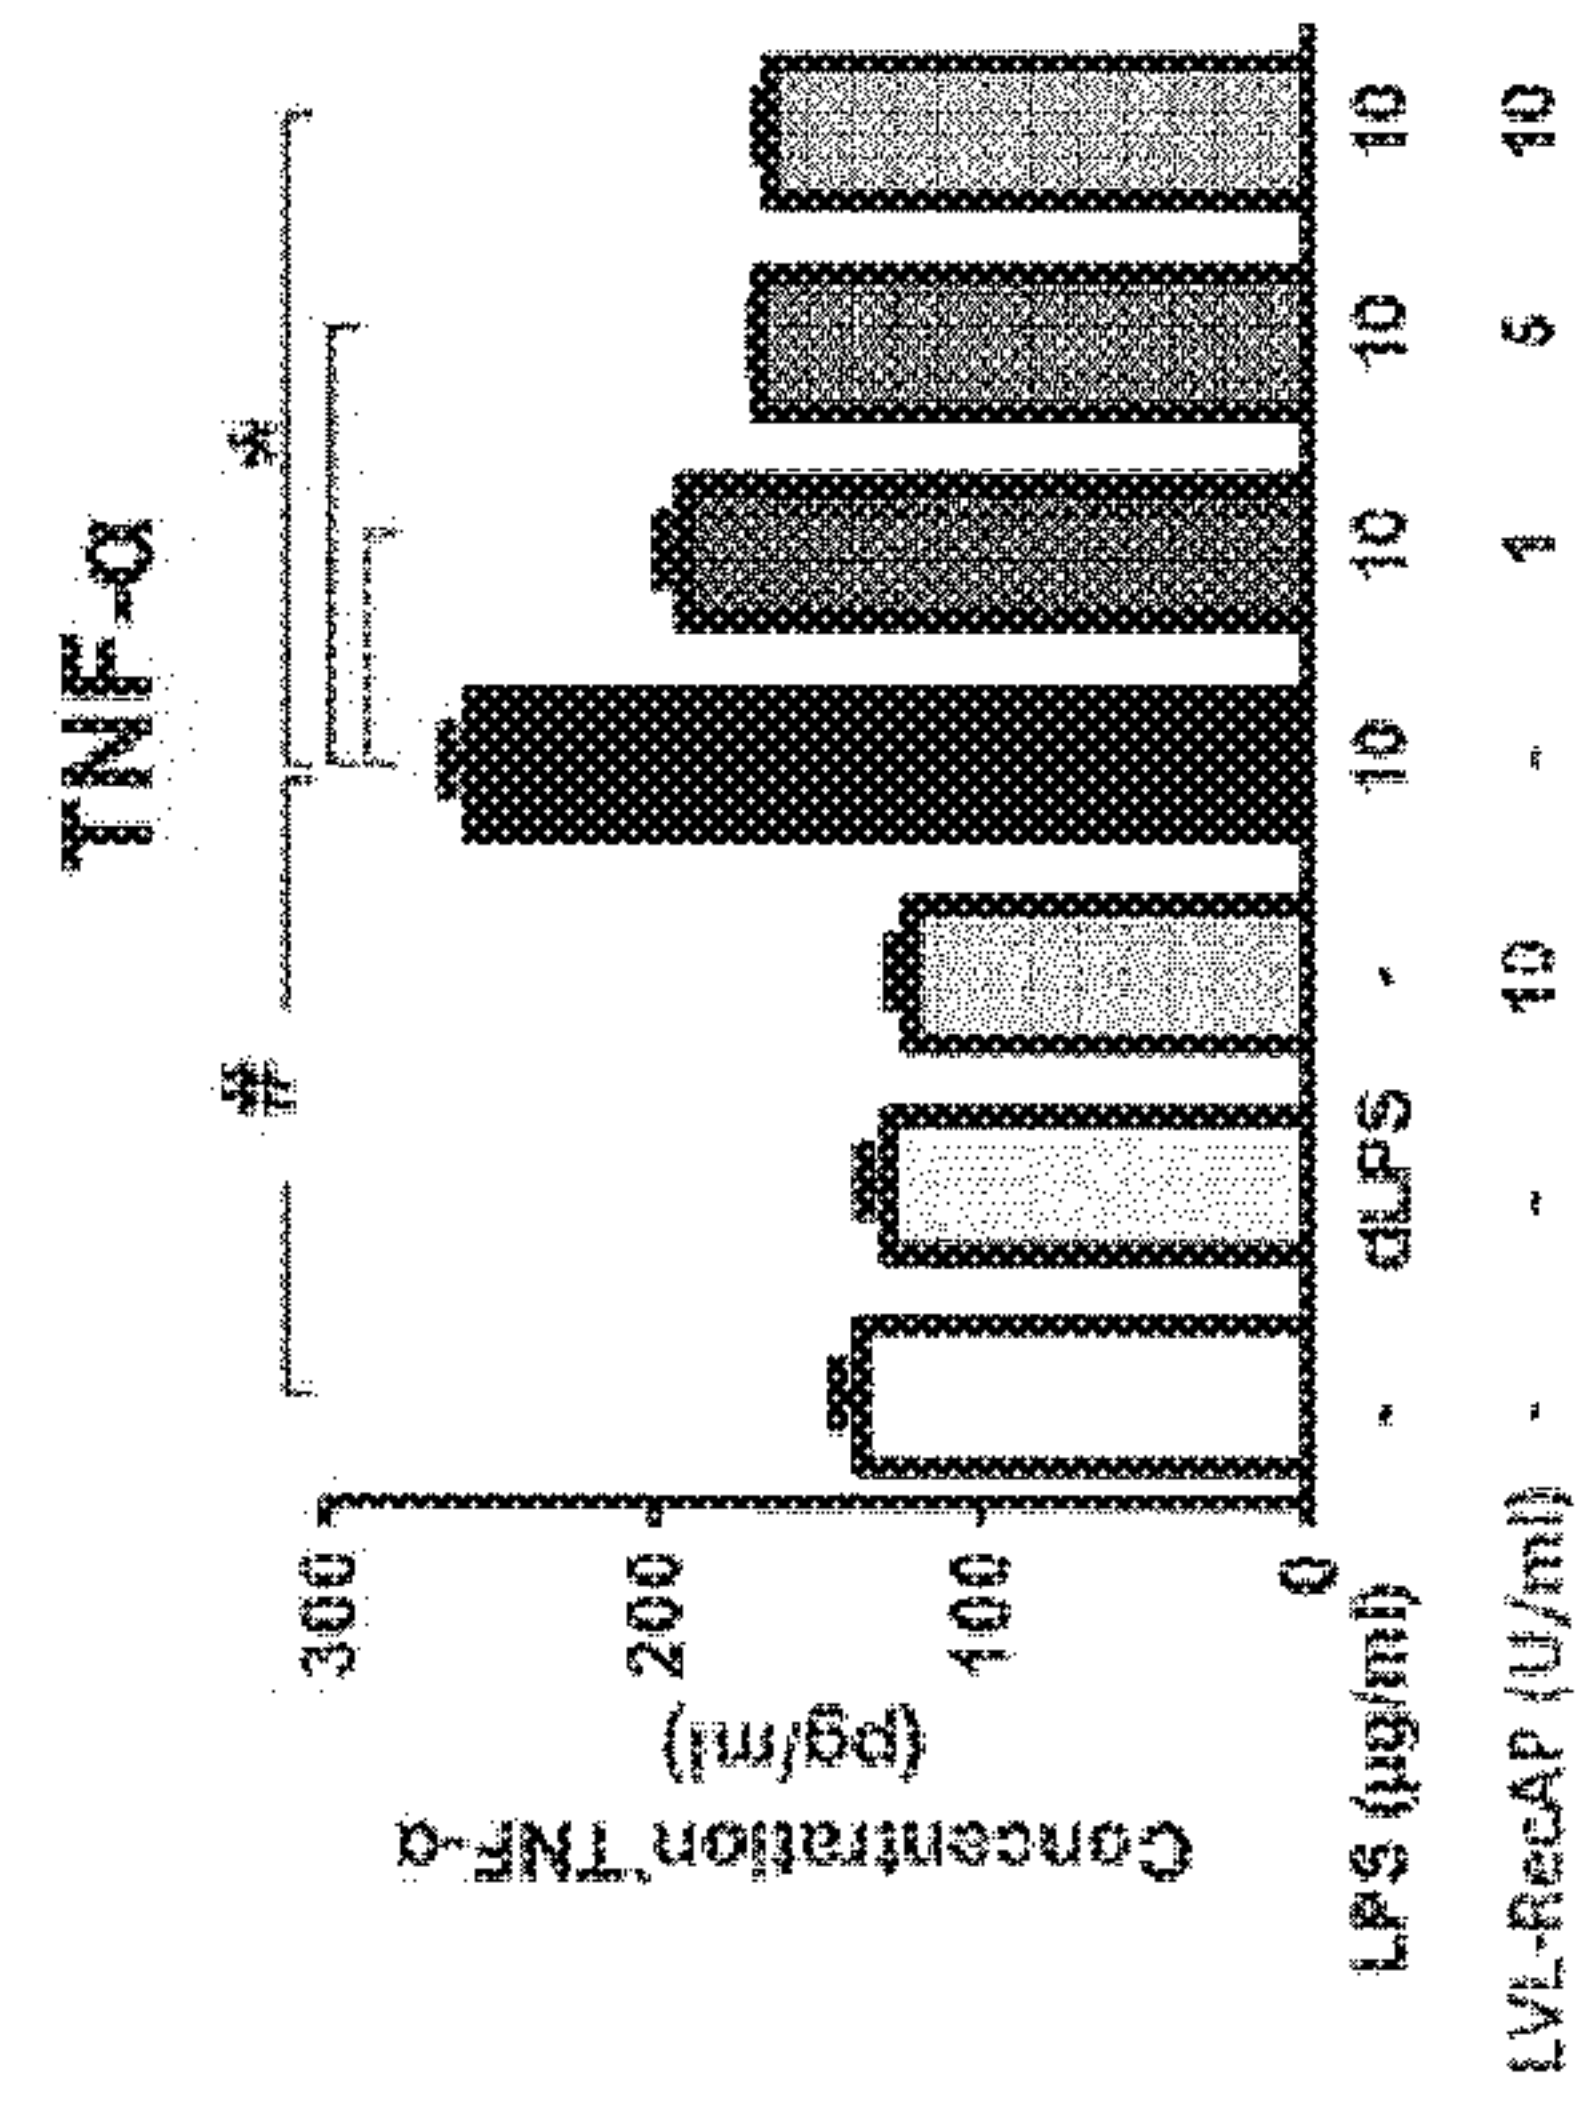 TNF-α
*
#
Concentration TNF-α
(pg/ml)
300
200
100
0
LPS (µg/ml) - dLPS - 10 10 10 10
LVL-RecAP (U/ml) - - 10 - 1 5 10